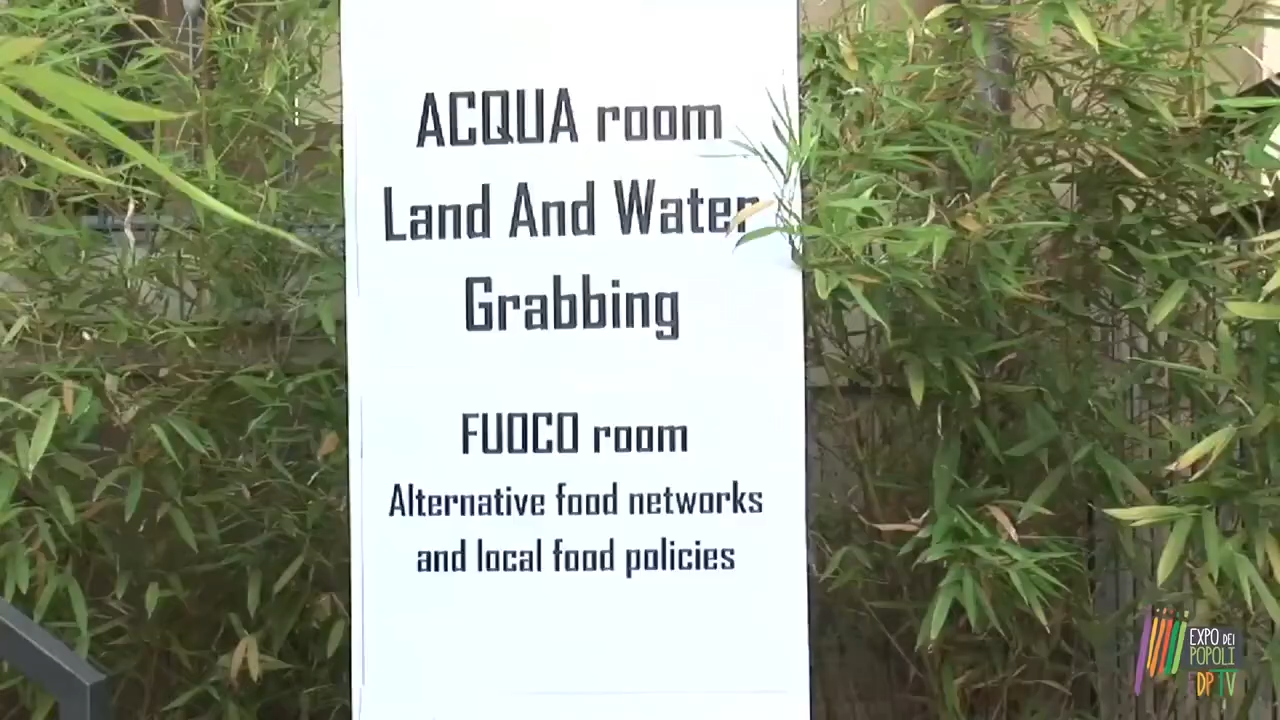 ACQUA room
Land And Water
Grabbing
FUOCO room
Alternative food networks
and local food policies
EXPO DEI
POPOLI
EDPTV